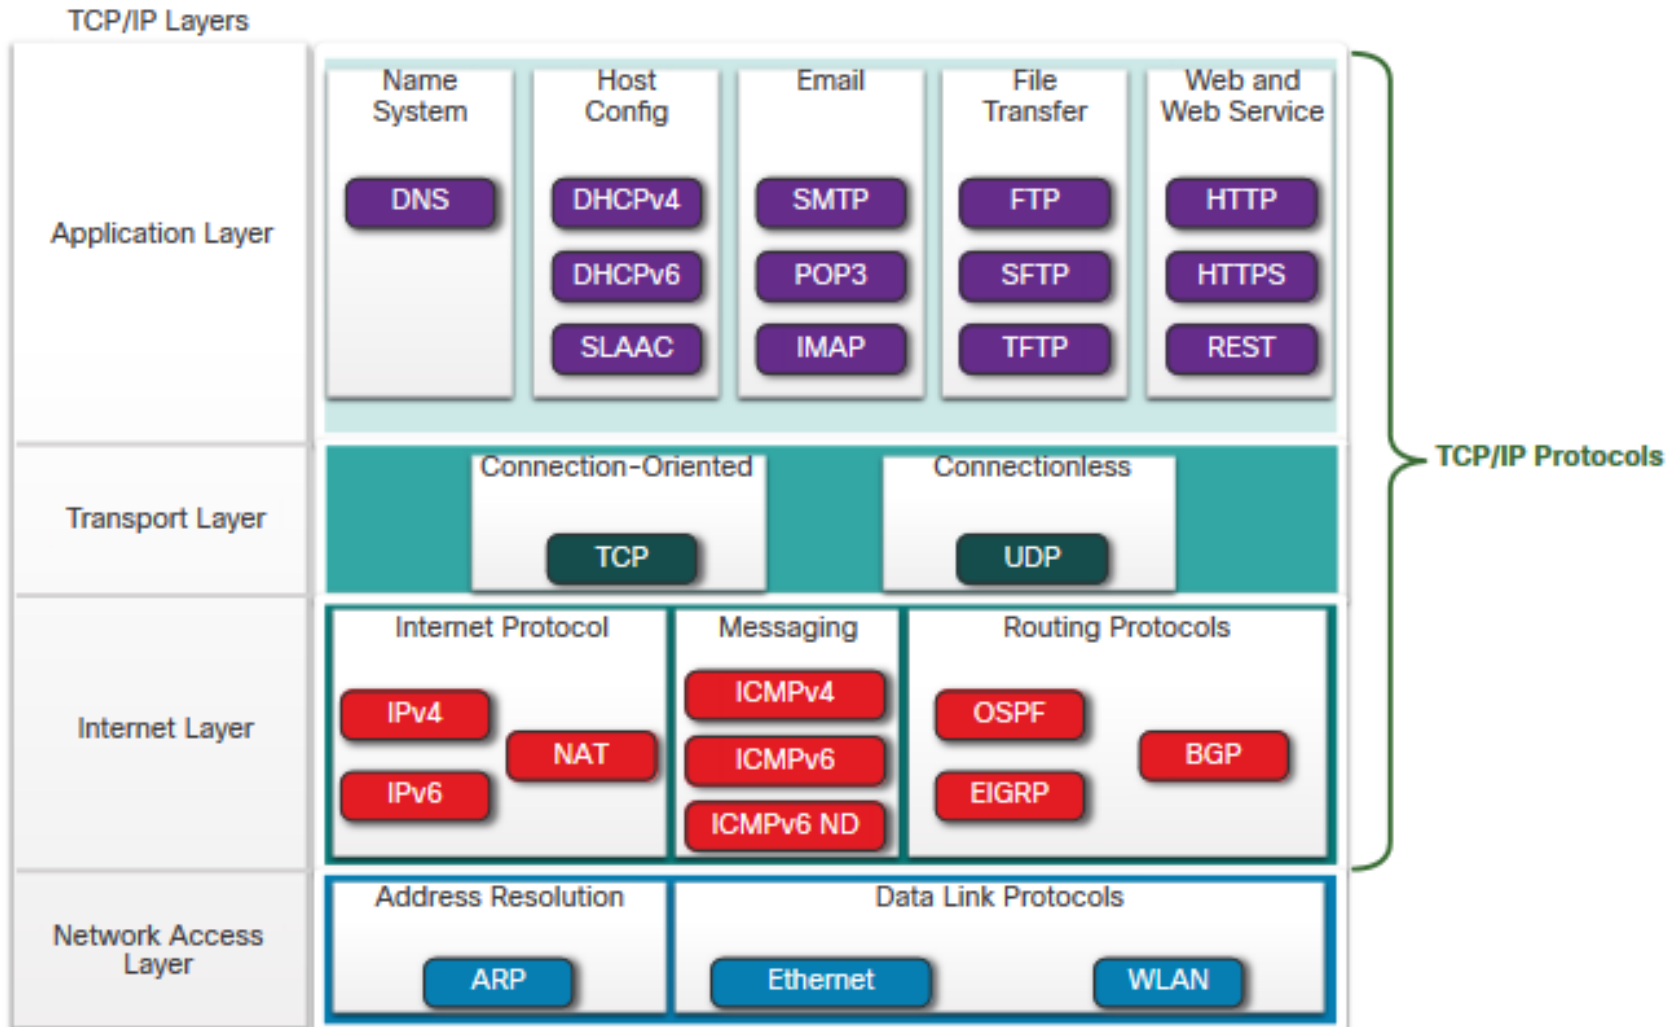 TCP/IP Layers
Application Layer
Name
System
DNS
Host
Config
DHCPv4
DHCPv6
SLAAC
Email
SMTP
POP3
IMAP
File
Transfer
FTP
SFTP
TFTP
Web and
Web Service
HTTP
HTTPS
REST
TCP/IP Protocols
Transport Layer
Connection-Oriented
TCP
Connectionless
UDP
Internet Layer
Internet Protocol
IPv4
IPv6
NAT
Messaging
ICMPv4
ICMPv6
ICMPv6 ND
Routing Protocols
OSPF
EIGRP
BGP
Network Access
Layer
Address Resolution
ARP
Data Link Protocols
Ethernet
WLAN